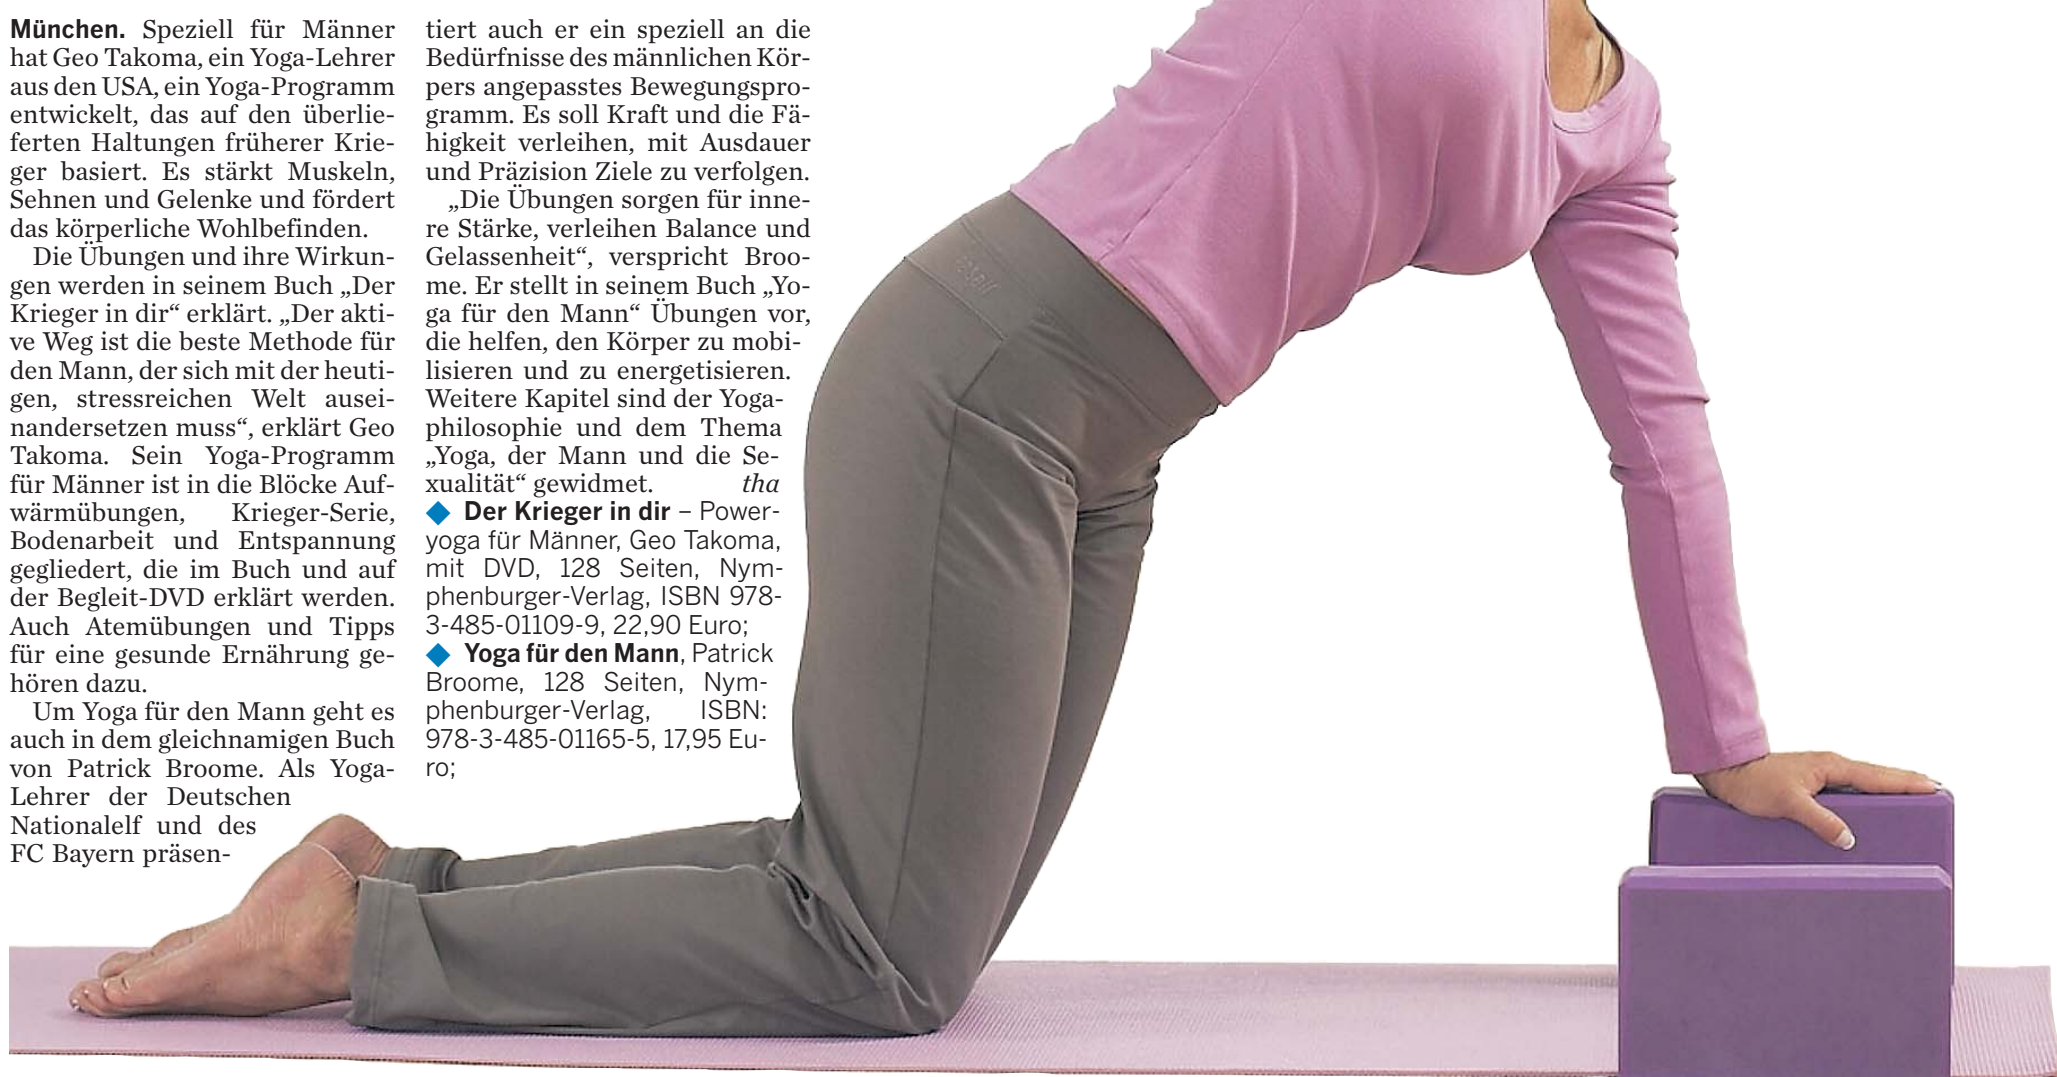 München. Speziell für Männer
hat Geo Takoma, ein Yoga-Lehrer
aus den USA, ein Yoga-Programm
entwickelt, das auf den überlie-
ferten Haltungen früherer Krie-
ger basiert. Es stärkt Muskeln,
Sehnen und Gelenke und fördert
das körperliche Wohlbefinden.
Die Übungen und ihre Wirkun-
gen werden in seinem Buch „Der
Krieger in dir“ erklärt. „Der akti-
ve Weg ist die beste Methode für
den Mann, der sich mit der heuti-
gen, stressreichen Welt ausei-
nandersetzen muss“, erklärt Geo
Takoma. Sein Yoga-Programm
für Männer ist in die Blöcke Auf-
wärmübungen, Krieger-Serie,
Bodenarbeit und Entspannung
gegliedert, die im Buch und auf
der Begleit-DVD erklärt werden.
Auch Atemübungen und Tipps
für eine gesunde Ernährung ge-
hören dazu.
Um Yoga für den Mann geht es
auch in dem gleichnamigen Buch
von Patrick Broome. Als Yoga-
Lehrer der Deutschen
Nationalelf und des
FC Bayern präsen-
tiert auch er ein speziell an die
Bedürfnisse des männlichen Kör-
pers angepasstes Bewegungspro-
gramm. Es soll Kraft und die Fä-
higkeit verleihen, mit Ausdauer
und Präzision Ziele zu verfolgen.
„Die Übungen sorgen für inne-
re Stärke, verleihen Balance und
Gelassenheit“, verspricht Broo-
me. Er stellt in seinem Buch „Yo-
ga für den Mann“ Übungen vor,
die helfen, den Körper zu mobi-
lisieren und zu energetisieren.
Weitere Kapitel sind der Yoga-
philosophie und dem Thema
„Yoga, der Mann und die Se-
xualität“ gewidmet. tha
◆ Der Krieger in dir – Power-
yoga für Männer, Geo Takoma,
mit DVD, 128 Seiten, Nym-
phenburger-Verlag, ISBN 978-
3-485-01109-9, 22,90 Euro;
◆ Yoga für den Mann, Patrick
Broome, 128 Seiten, Nym-
phenburger-Verlag, ISBN:
978-3-485-01165-5, 17,95 Eu-
ro;